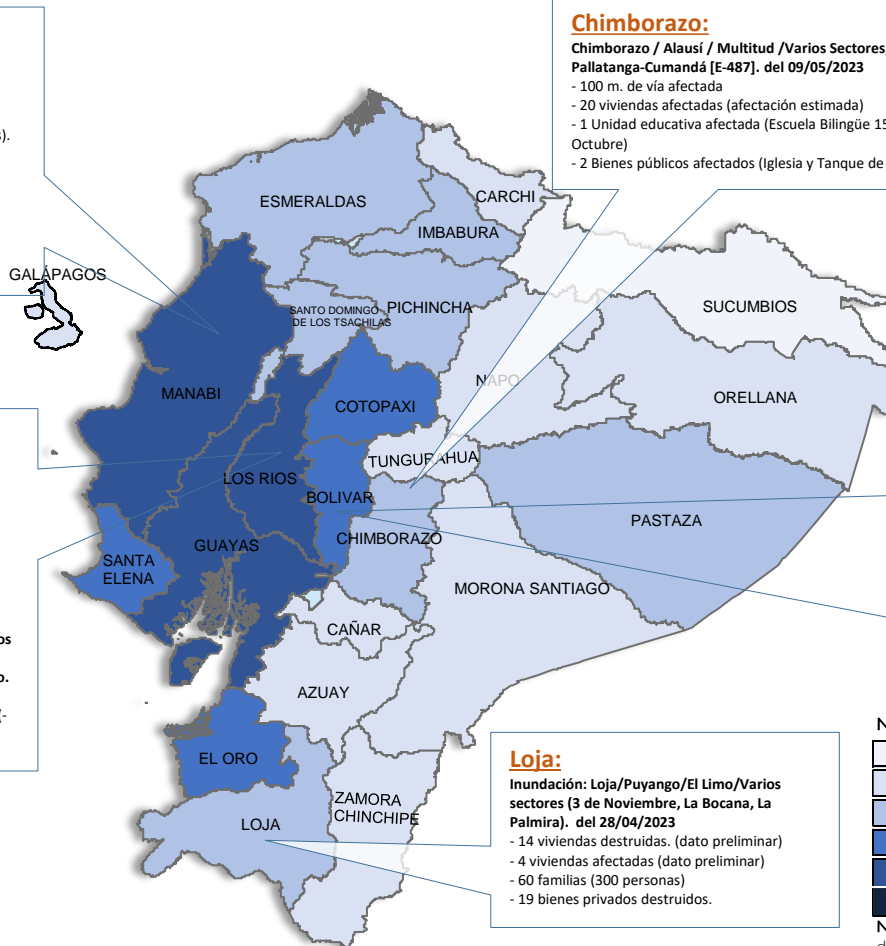 Chimborazo:
Chimborazo / Alausí / Multitud /Varios Sectores,
Pallatanga-Cumandá [E-487]. del 09/05/2023
- 100 m. de vía afectada
- 20 viviendas afectadas (afectación estimada)
- 1 Unidad educativa afectada (Escuela Bilingüe 15
Octubre)
- 2 Bienes públicos afectados (Iglesia y Tanque de
s).
CARCHI
ESMERALDAS
IMBABURA
GALÁPAGOS
SUCUMBIOS
PICHINCHA
SANTO DOMINGO
DE LOS TSACHILAS
NAPO
MANABI
ORELLANA
COTOPAXI
TUNGURAHUA
LOS RIOS
BOLIVAR
PASTAZA
CHIMBORAZO
GUAYAS
SANTA
ELENA
MORONA SANTIAGO
CAÑAR
os
o.
(-
AZUAY
N
EL ORO
ZAMORA
CHINCHIPE
LOJA
Loja:
Inundación: Loja/Puyango/El Limo/Varios
sectores (3 de Noviembre, La Bocana, La
Palmira). del 28/04/2023
- 14 viviendas destruidas. (dato preliminar)
- 4 viviendas afectadas (dato preliminar)
- 60 familias (300 personas)
- 19 bienes privados destruidos.
N